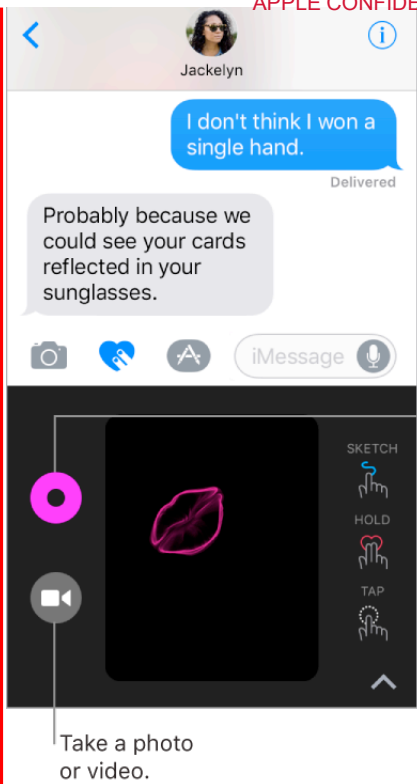 APPLE CONFIDE
Jackelyn
I don't think I won a
single hand.
Delivered
Probably because we
could see your cards
reflected in your
sunglasses.
iMessage
SKETCH
HOLD
TAP
Take a photo
or video.